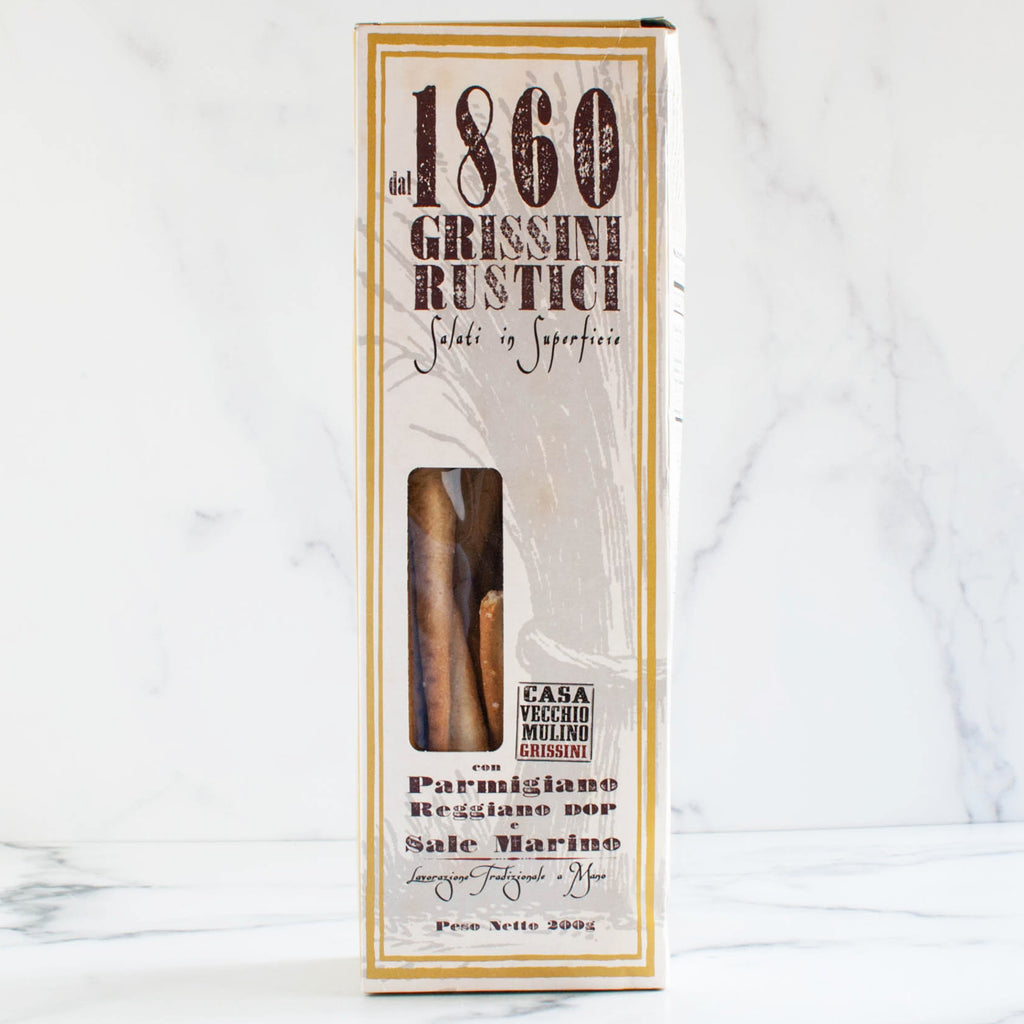 dal 1860
GRISSINI
RUSTICI
Salati in Superficie
CASA
VECCHIO
MULINO
GRISSINI
con
Parmigiano
Reggiano DOP
e
Sale Marino
Lavorazione Tradizionale a Mano
Peso Netto 200g